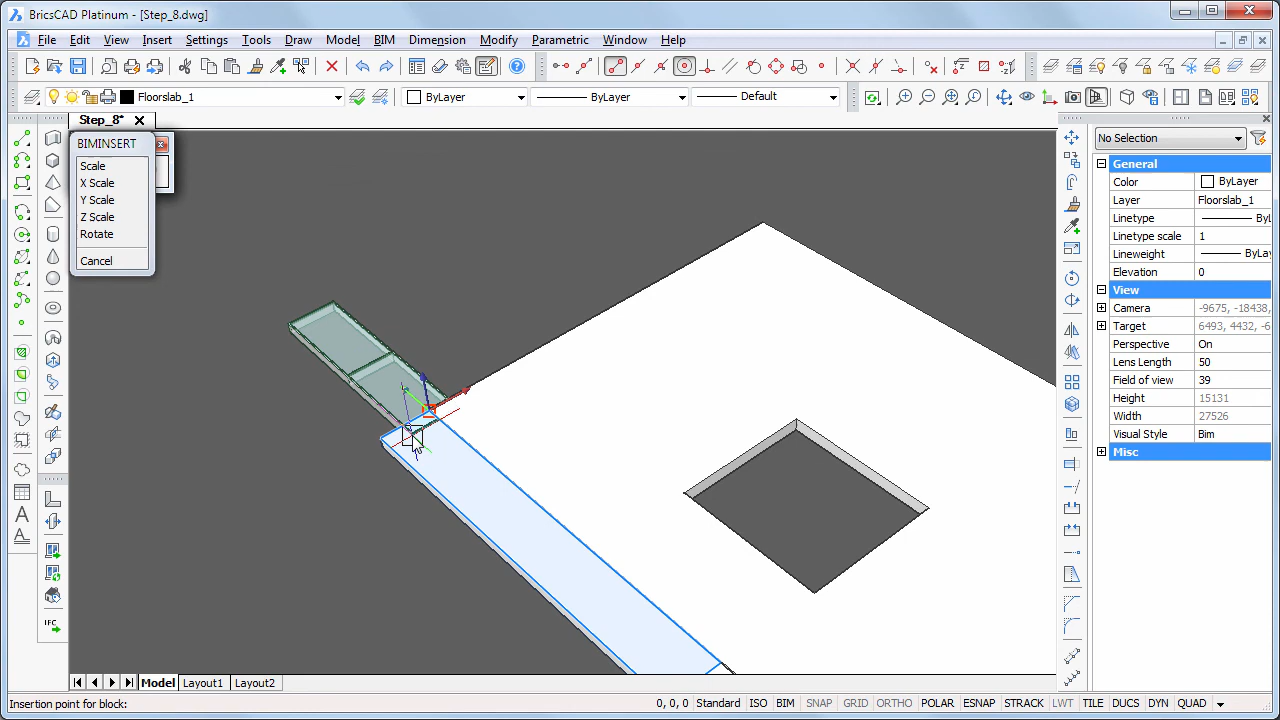 BricsCAD Platinum - [Step_8.dwg]
File Edit View Insert Settings Tools Draw Model BIM Dimension Modify Parametric Window Help
Floorslab_1 ByLayer ByLayer Default
Step_8*
BIMINSERT
Scale
X Scale
Y Scale
Z Scale
Rotate
Cancel
IFC
No Selection
General
Color ByLayer
Layer Floorslab_1
Linetype ByL
Linetype scale 1
Lineweight ByLay
Elevation 0
View
Camera -9675, -18438,
Target 6493, 4432, -6
Perspective On
Lens Length 50
Field of view 39
Height 15131
Width 27526
Visual Style Bim
Misc
Model Layout1 Layout2
Insertion point for block: 0, 0, 0 Standard ISO BIM SNAP GRID ORTHO POLAR ESNAP STRACK LWT TILE DUCS DYN QUAD